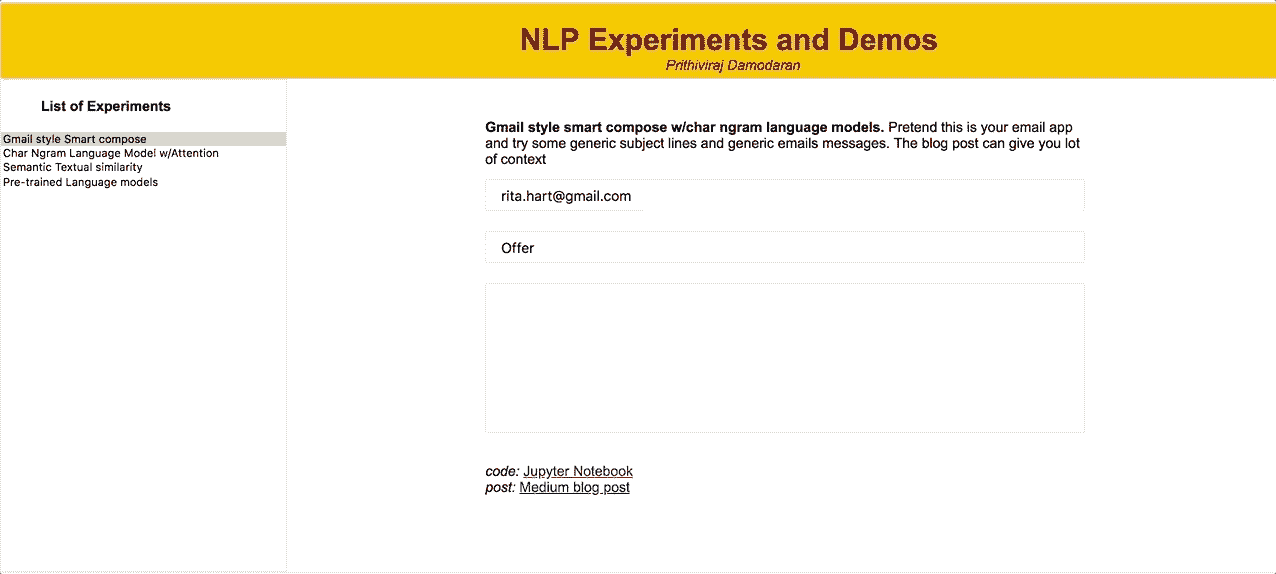 NLP Experiments and Demos
Prithiviraj Damodaran
List of Experiments
Gmail style Smart compose
Char Ngram Language Model w/Attention
Semantic Textual similarity
Pre-trained Language models
Gmail style smart compose w/char ngram language models. Pretend this is your email app
and try some generic subject lines and generic emails messages. The blog post can give you lot
of context
rita.hart@gmail.com
Offer
code: Jupyter Notebook
post: Medium blog post